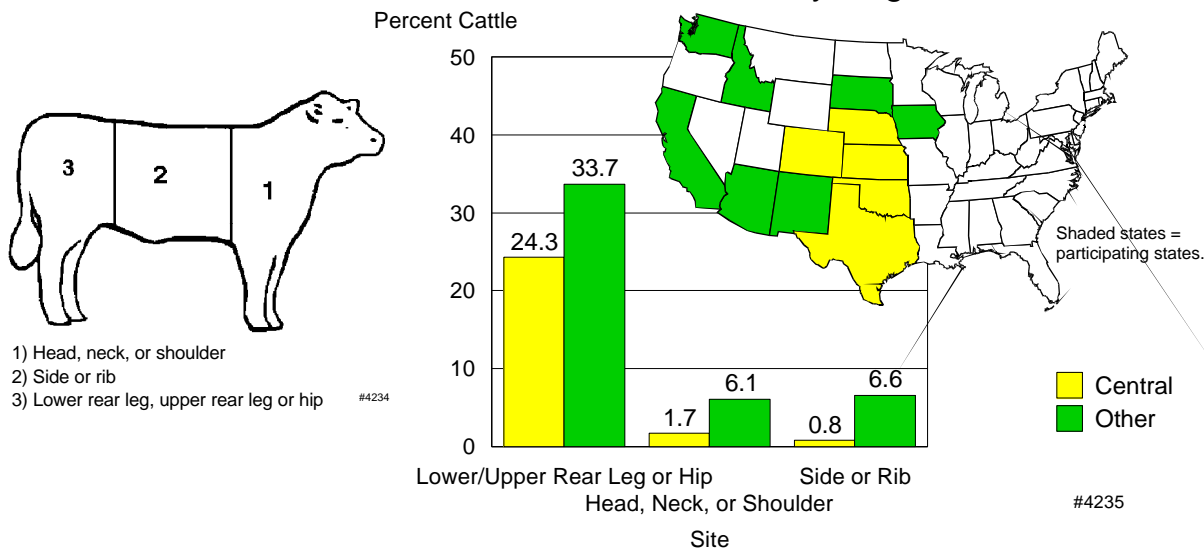 Percent Cattle
50
40
30
20
10
0
24.3
33.7
1.7
6.1
0.8
6.6
Lower/Upper Rear Leg or Hip
Side or Rib
Head, Neck, or Shoulder
Site
3
2
1
1) Head, neck, or shoulder
2) Side or rib
3) Lower rear leg, upper rear leg or hip #4234
Shaded states =
participating states.
Central
Other
#4235